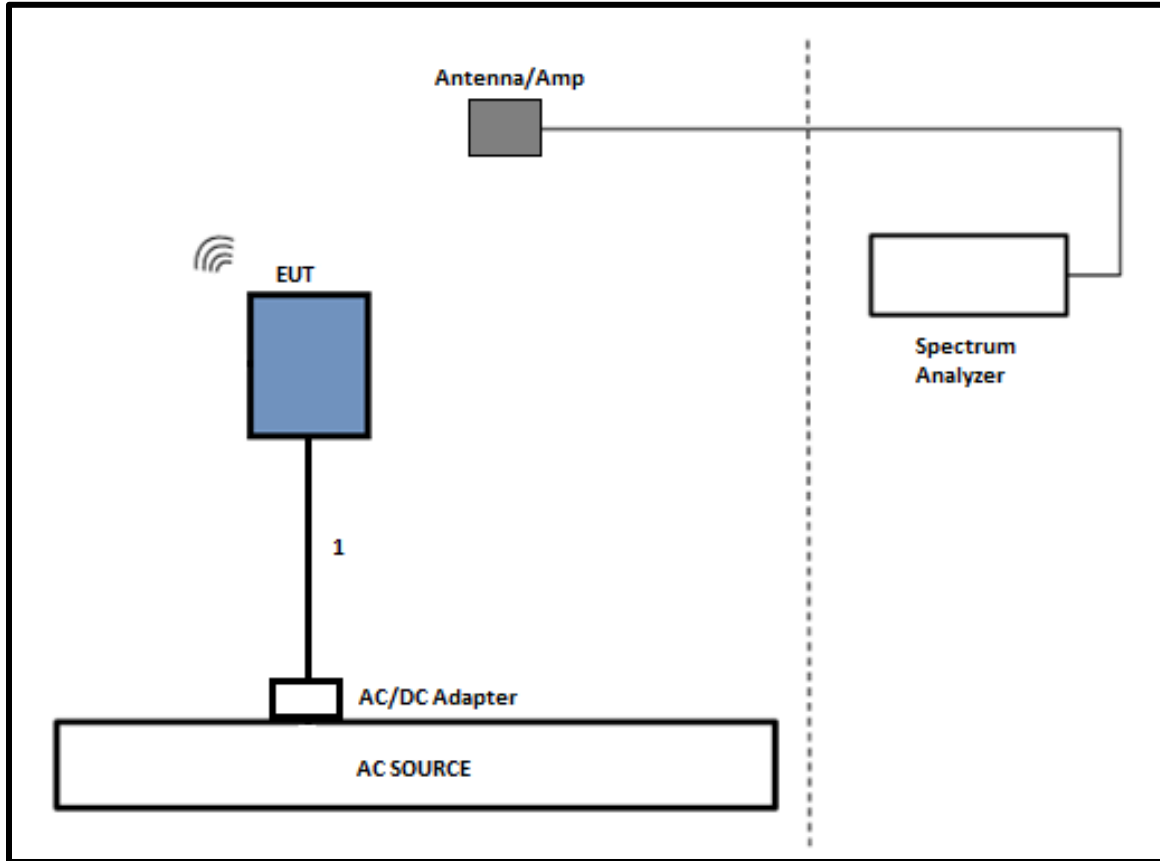 Antenna/Amp
EUT
Spectrum
Analyzer
1
AC/DC Adapter
AC SOURCE